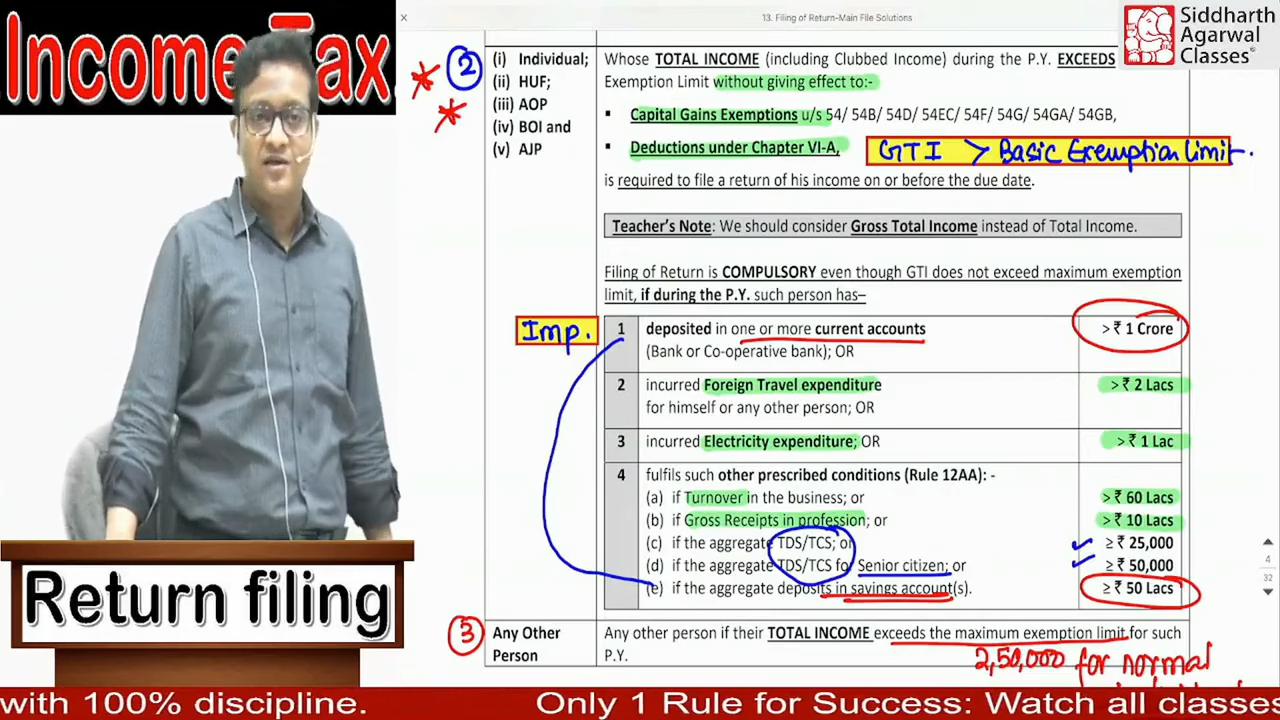 Income Tax
13. Filing of Return-Main File Solutions
Siddharth
Agarwal
Classes
②
(i) Individual;
(ii) HUF;
(iii) AOP
(iv) BOI and
(v) AJP
Whose TOTAL INCOME (including Clubbed Income) during the P.Y. EXCEEDS
Exemption Limit without giving effect to:-
▪ Capital Gains Exemptions u/s 54/ 54B/ 54D/ 54EC/ 54F/ 54G/ 54GA/ 54GB,
▪ Deductions under Chapter VI-A,
GTI > Basic Exemption Limit.
is required to file a return of his income on or before the due date.
Teacher's Note: We should consider Gross Total Income instead of Total Income.
Filing of Return is COMPULSORY even though GTI does not exceed maximum exemption
limit, if during the P.Y. such person has–
Imp.
1 deposited in one or more current accounts > ₹ 1 Crore
(Bank or Co-operative bank); OR
2 incurred Foreign Travel expenditure > ₹ 2 Lacs
for himself or any other person; OR
3 incurred Electricity expenditure; OR > ₹ 1 Lac
4 fulfils such other prescribed conditions (Rule 12AA): -
(a) if Turnover in the business; or > ₹ 60 Lacs
(b) if Gross Receipts in profession; or > ₹ 10 Lacs
(c) if the aggregate TDS/TCS; or ≥ ₹ 25,000
(d) if the aggregate TDS/TCS for Senior citizen; or ≥ ₹ 50,000
(e) if the aggregate deposits in savings account(s). ≥ ₹ 50 Lacs
③
Any Other
Person
Any other person if their TOTAL INCOME exceeds the maximum exemption limit for such
P.Y.
2,50,000 for normal
4
32
Return filing
with 100% discipline. Only 1 Rule for Success: Watch all classes